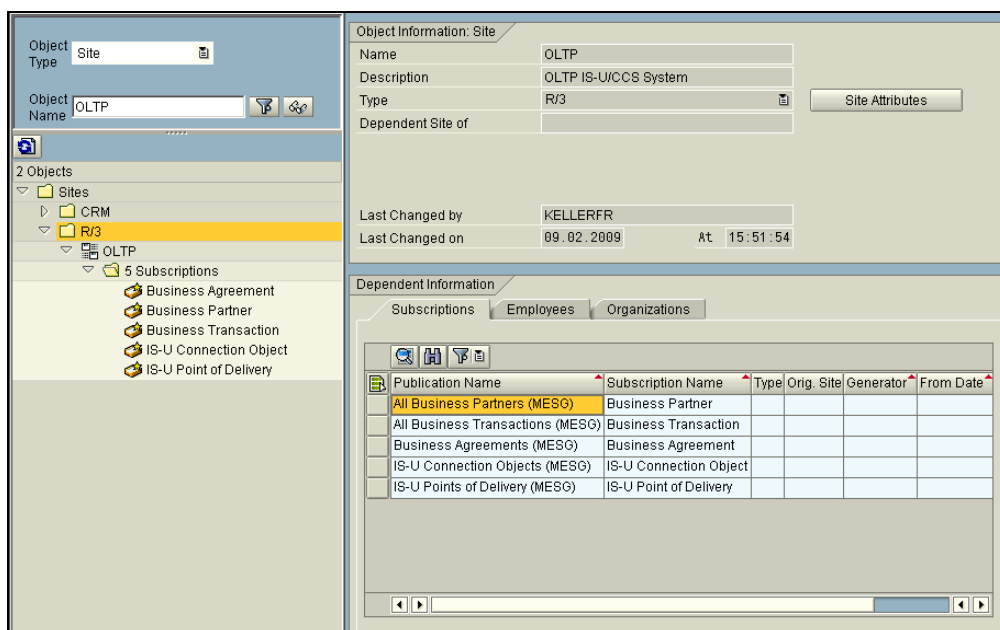 Object Type Site
Object Name OLTP
2 Objects
Sites
CRM
R/3
OLTP
5 Subscriptions
Business Agreement
Business Partner
Business Transaction
IS-U Connection Object
IS-U Point of Delivery
Object Information: Site
Name OLTP
Description OLTP IS-U/CCS System
Type R/3 Site Attributes
Dependent Site of
Last Changed by KELLERFR
Last Changed on 09.02.2009 At 15:51:54
Dependent Information
Subscriptions Employees Organizations
Publication Name Subscription Name Type Orig. Site Generator From Date
All Business Partners (MESG) Business Partner
All Business Transactions (MESG) Business Transaction
Business Agreements (MESG) Business Agreement
IS-U Connection Objects (MESG) IS-U Connection Object
IS-U Points of Delivery (MESG) IS-U Point of Delivery